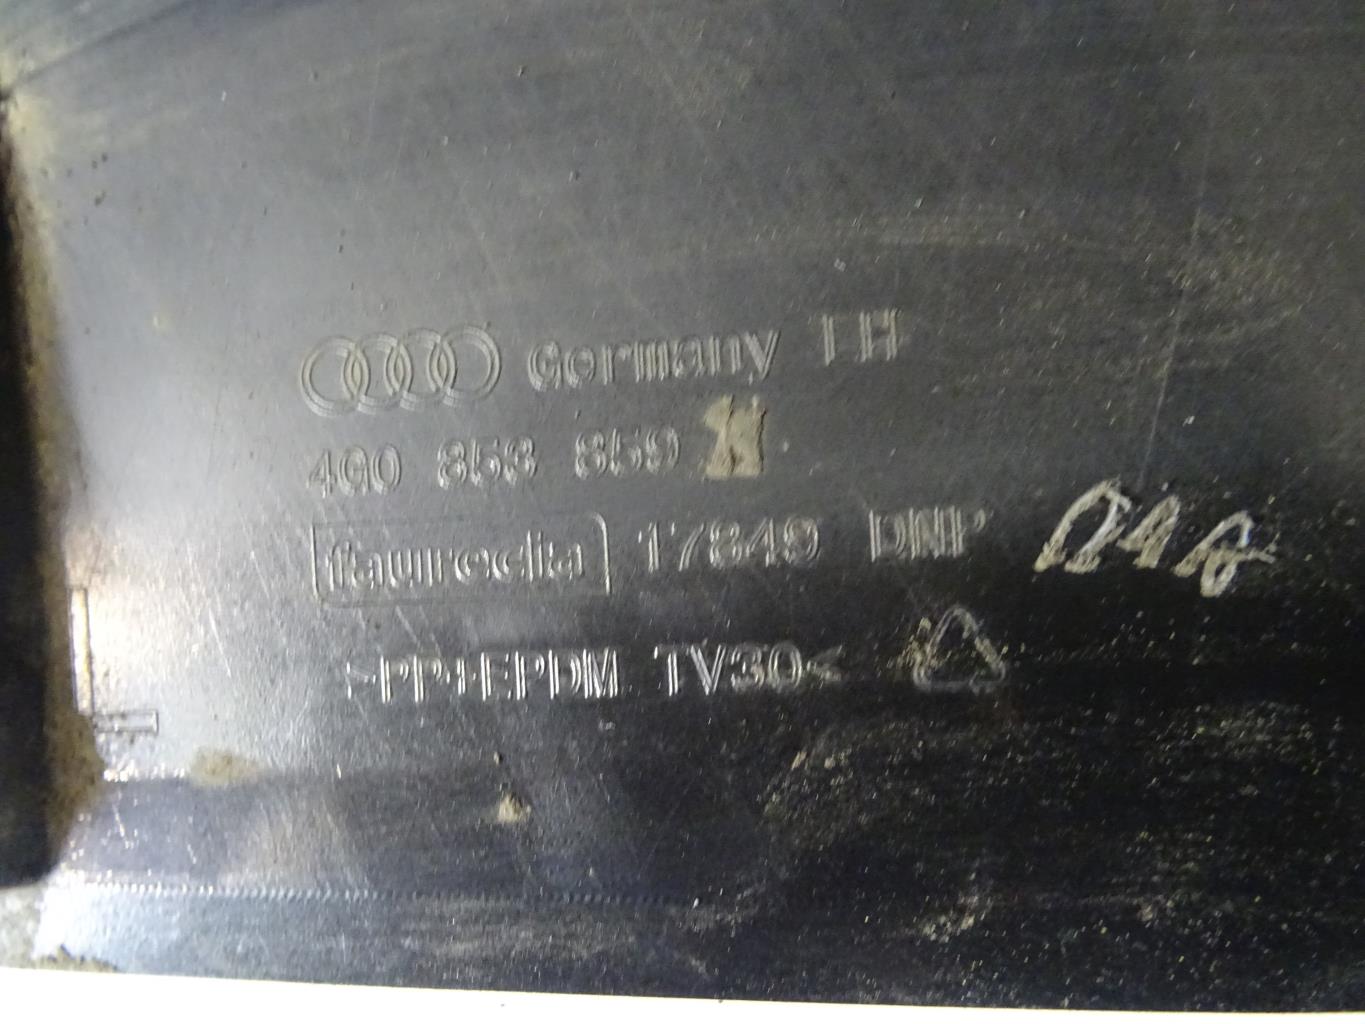 Germany LH
4G0 853 859
faurecia 17849 DNP
>PP+EPDM TV30<